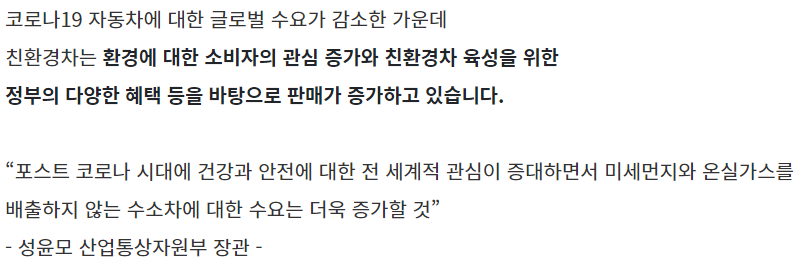 코로나19 자동차에 대한 글로벌 수요가 감소한 가운데
친환경차는 환경에 대한 소비자의 관심 증가와 친환경차 육성을 위한
정부의 다양한 혜택 등을 바탕으로 판매가 증가하고 있습니다.
“포스트 코로나 시대에 건강과 안전에 대한 전 세계적 관심이 증대하면서 미세먼지와 온실가스를
배출하지 않는 수소차에 대한 수요는 더욱 증가할 것”
- 성윤모 산업통상자원부 장관 -